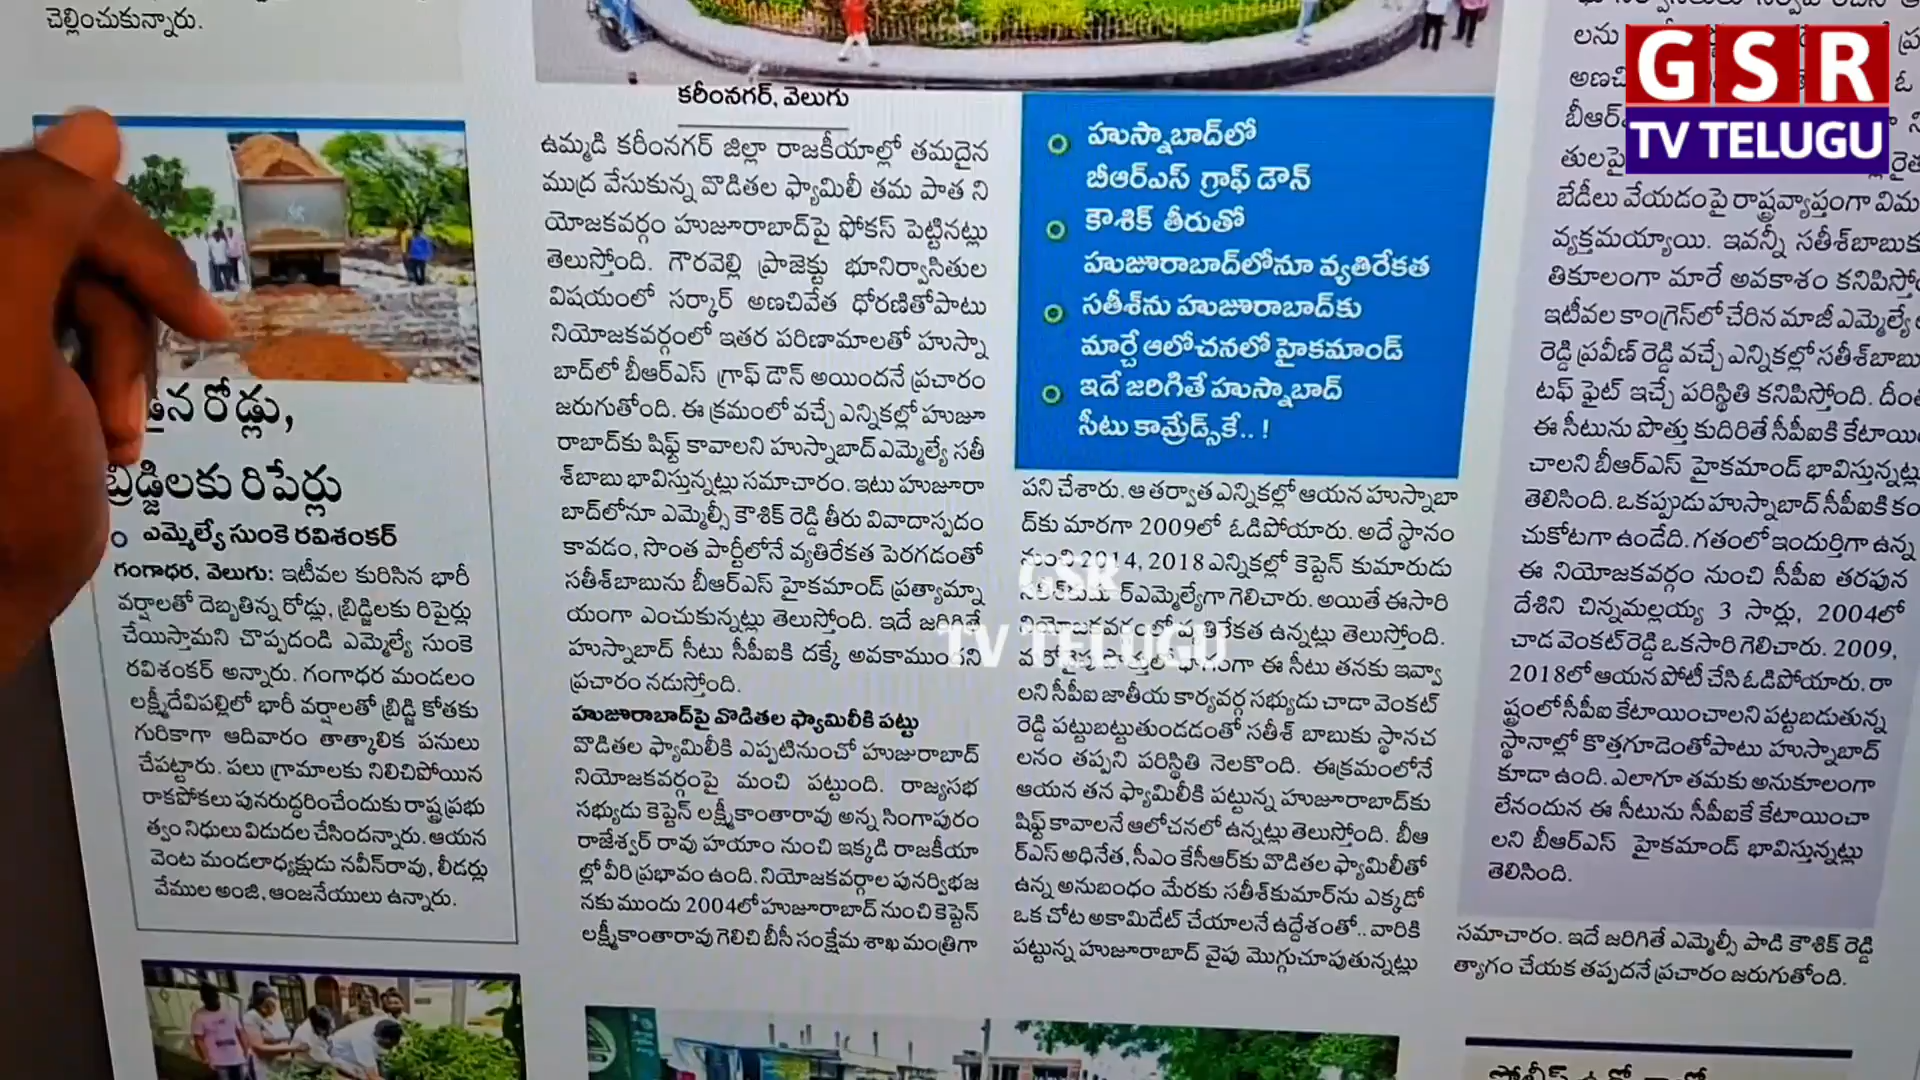 చెల్లించుకున్నారు.
డైన రోడ్లు,
బ్రిడ్జిలకు రిపేర్లు
ఎమ్మెల్యే సుంకె రవిశంకర్
గంగాధర, వెలుగు: ఇటీవల కురిసిన భారీ
వర్షాలతో దెబ్బతిన్న రోడ్లు, బ్రిడ్జిలకు రిపైర్లు
చేయిస్తామని చొప్పదండి ఎమ్మెల్యే సుంకె
రవిశంకర్ అన్నారు. గంగాధర మండలం
లక్ష్మీదేవిపల్లిలో భారీ వర్షాలతో బ్రిడ్జి కోతకు
గురికాగా ఆదివారం తాత్కాలిక పనులు
చేపట్టారు. పలు గ్రామాలకు నిలిచిపోయిన
రాకపోకలు పునరుద్ధరించేందుకు రాష్ట్ర ప్రభు
త్వం నిధులు విడుదల చేసిందన్నారు. ఆయన
వెంట మండలాధ్యక్షుడు నవీన్‌రావు, లీడర్లు
వేముల అంజి, ఆంజనేయులు ఉన్నారు.
కరీంనగర్, వెలుగు
ఉమ్మడి కరీంనగర్ జిల్లా రాజకీయాల్లో తమదైన
ముద్ర వేసుకున్న వొడితల ఫ్యామిలీ తమ పాత ని
యోజకవర్గం హుజూరాబాద్‌పై ఫోకస్ పెట్టినట్లు
తెలుస్తోంది. గౌరవెల్లి ప్రాజెక్టు భూనిర్వాసితుల
విషయంలో సర్కార్ అణచివేత ధోరణితోపాటు
నియోజకవర్గంలో ఇతర పరిణామాలతో హుస్నా
బాద్‌లో బీఆర్ఎస్ గ్రాఫ్ డౌన్ అయిందనే ప్రచారం
జరుగుతోంది. ఈ క్రమంలో వచ్చే ఎన్నికల్లో హుజూ
రాబాద్‌కు షిఫ్ట్ కావాలని హుస్నాబాద్ ఎమ్మెల్యే సతీ
శ్‌బాబు భావిస్తున్నట్లు సమాచారం. ఇటు హుజూరా
బాద్‌లోనూ ఎమ్మెల్సీ కౌశిక్ రెడ్డి తీరు వివాదాస్పదం
కావడం, సొంత పార్టీలోనే వ్యతిరేకత పెరగడంతో
సతీశ్‌బాబును బీఆర్ఎస్ హైకమాండ్ ప్రత్యామ్నా
యంగా ఎంచుకున్నట్లు తెలుస్తోంది. ఇదే జరిగితే
హుస్నాబాద్ సీటు సీపీఐకి దక్కే అవకాముందని
ప్రచారం నడుస్తోంది.
హుజూరాబాద్‌పై వొడితల ఫ్యామిలీకి పట్టు
వొడితల ఫ్యామిలీకి ఎప్పటినుంచో హుజురాబాద్
నియోజకవర్గంపై మంచి పట్టుంది. రాజ్యసభ
సభ్యుడు కెప్టెన్ లక్ష్మీకాంతారావు అన్న సింగాపురం
రాజేశ్వర్ రావు హయాం నుంచి ఇక్కడి రాజకీయా
ల్లో వీరి ప్రభావం ఉంది. నియోజకవర్గాల పునర్విభజ
నకు ముందు 2004లో హుజూరాబాద్ నుంచి కెప్టెన్
లక్ష్మీకాంతారావు గెలిచి బీసీ సంక్షేమ శాఖ మంత్రిగా
హుస్నాబాద్‌లో
బీఆర్ఎస్ గ్రాఫ్ డౌన్
కౌశిక్ తీరుతో
హుజూరాబాద్‌లోనూ వ్యతిరేకత
సతీశ్‌ను హుజూరాబాద్‌కు
మార్చే ఆలోచనలో హైకమాండ్
ఇదే జరిగితే హుస్నాబాద్
సీటు కామ్రేడ్స్‌కే.. !
పని చేశారు. ఆ తర్వాత ఎన్నికల్లో ఆయన హుస్నాబా
ద్‌కు మారగా 2009లో ఓడిపోయారు. అదే స్థానం
నుంచి 2014, 2018 ఎన్నికల్లో కెప్టెన్ కుమారుడు
సతీశ్‌కుమార్ ఎమ్మెల్యేగా గెలిచారు. అయితే ఈసారి
నియోజకవర్గంలో వ్యతిరేకత ఉన్నట్లు తెలుస్తోంది.
మరోవైపు పొత్తులో భాగంగా ఈ సీటు తనకు ఇవ్వా
లని సీపీఐ జాతీయ కార్యవర్గ సభ్యుడు చాడా వెంకట్
రెడ్డి పట్టుబట్టుతుండడంతో సతీశ్ బాబుకు స్థానచ
లనం తప్పని పరిస్థితి నెలకొంది. ఈక్రమంలోనే
ఆయన తన ఫ్యామిలీకి పట్టున్న హుజూరాబాద్‌కు
షిఫ్ట్ కావాలనే ఆలోచనలో ఉన్నట్లు తెలుస్తోంది. బీఆ
ర్ఎస్ అధినేత, సీఎం కేసీఆర్‌కు వొడితల ఫ్యామిలీతో
ఉన్న అనుబంధం మేరకు సతీశ్‌కుమార్‌ను ఎక్కడో
ఒక చోట అకామిడేట్ చేయాలనే ఉద్దేశంతో.. వారికి
పట్టున్న హుజూరాబాద్ వైపు మొగ్గుచూపుతున్నట్లు
GSR
TV TELUGU
లను
అణచి
బీఆర్
తులపై
రైత
బేడీలు వేయడంపై రాష్ట్రవ్యాప్తంగా విమ
వ్యక్తమయ్యాయి. ఇవన్నీ సతీశ్‌బాబుకు
తికూలంగా మారే అవకాశం కనిపిస్తోం
ఇటీవల కాంగ్రెస్‌లో చేరిన మాజీ ఎమ్మెల్యే
రెడ్డి ప్రవీణ్ రెడ్డి వచ్చే ఎన్నికల్లో సతీశ్‌బాబు
టఫ్ ఫైట్ ఇచ్చే పరిస్థితి కనిపిస్తోంది. దీం
ఈ సీటును పొత్తు కుదిరితే సీపీఐకి కేటాయిం
చాలని బీఆర్ఎస్ హైకమాండ్ భావిస్తున్నట్లు
తెలిసింది. ఒకప్పుడు హుస్నాబాద్ సీపీఐకి కం
చుకోటగా ఉండేది. గతంలో ఇందుర్తిగా ఉన్న
ఈ నియోజకవర్గం నుంచి సీపీఐ తరఫున
దేశిని చిన్నమల్లయ్య 3 సార్లు, 2004లో
చాడ వెంకట్‌రెడ్డి ఒకసారి గెలిచారు. 2009,
2018లో ఆయన పోటీ చేసి ఓడిపోయారు. రా
ష్ట్రంలో సీపీఐ కేటాయించాలని పట్టుబడుతున్న
స్థానాల్లో కొత్తగూడెంతోపాటు హుస్నాబాద్
కూడా ఉంది. ఎలాగూ తమకు అనుకూలంగా
లేనందున ఈ సీటును సీపీఐకే కేటాయించా
లని బీఆర్ఎస్ హైకమాండ్ భావిస్తున్నట్లు
తెలిసింది.
సమాచారం. ఇదే జరిగితే ఎమ్మెల్సీ పాడి కౌశిక్ రెడ్డి
త్యాగం చేయక తప్పదనే ప్రచారం జరుగుతోంది.
GSR
TV TELUGU